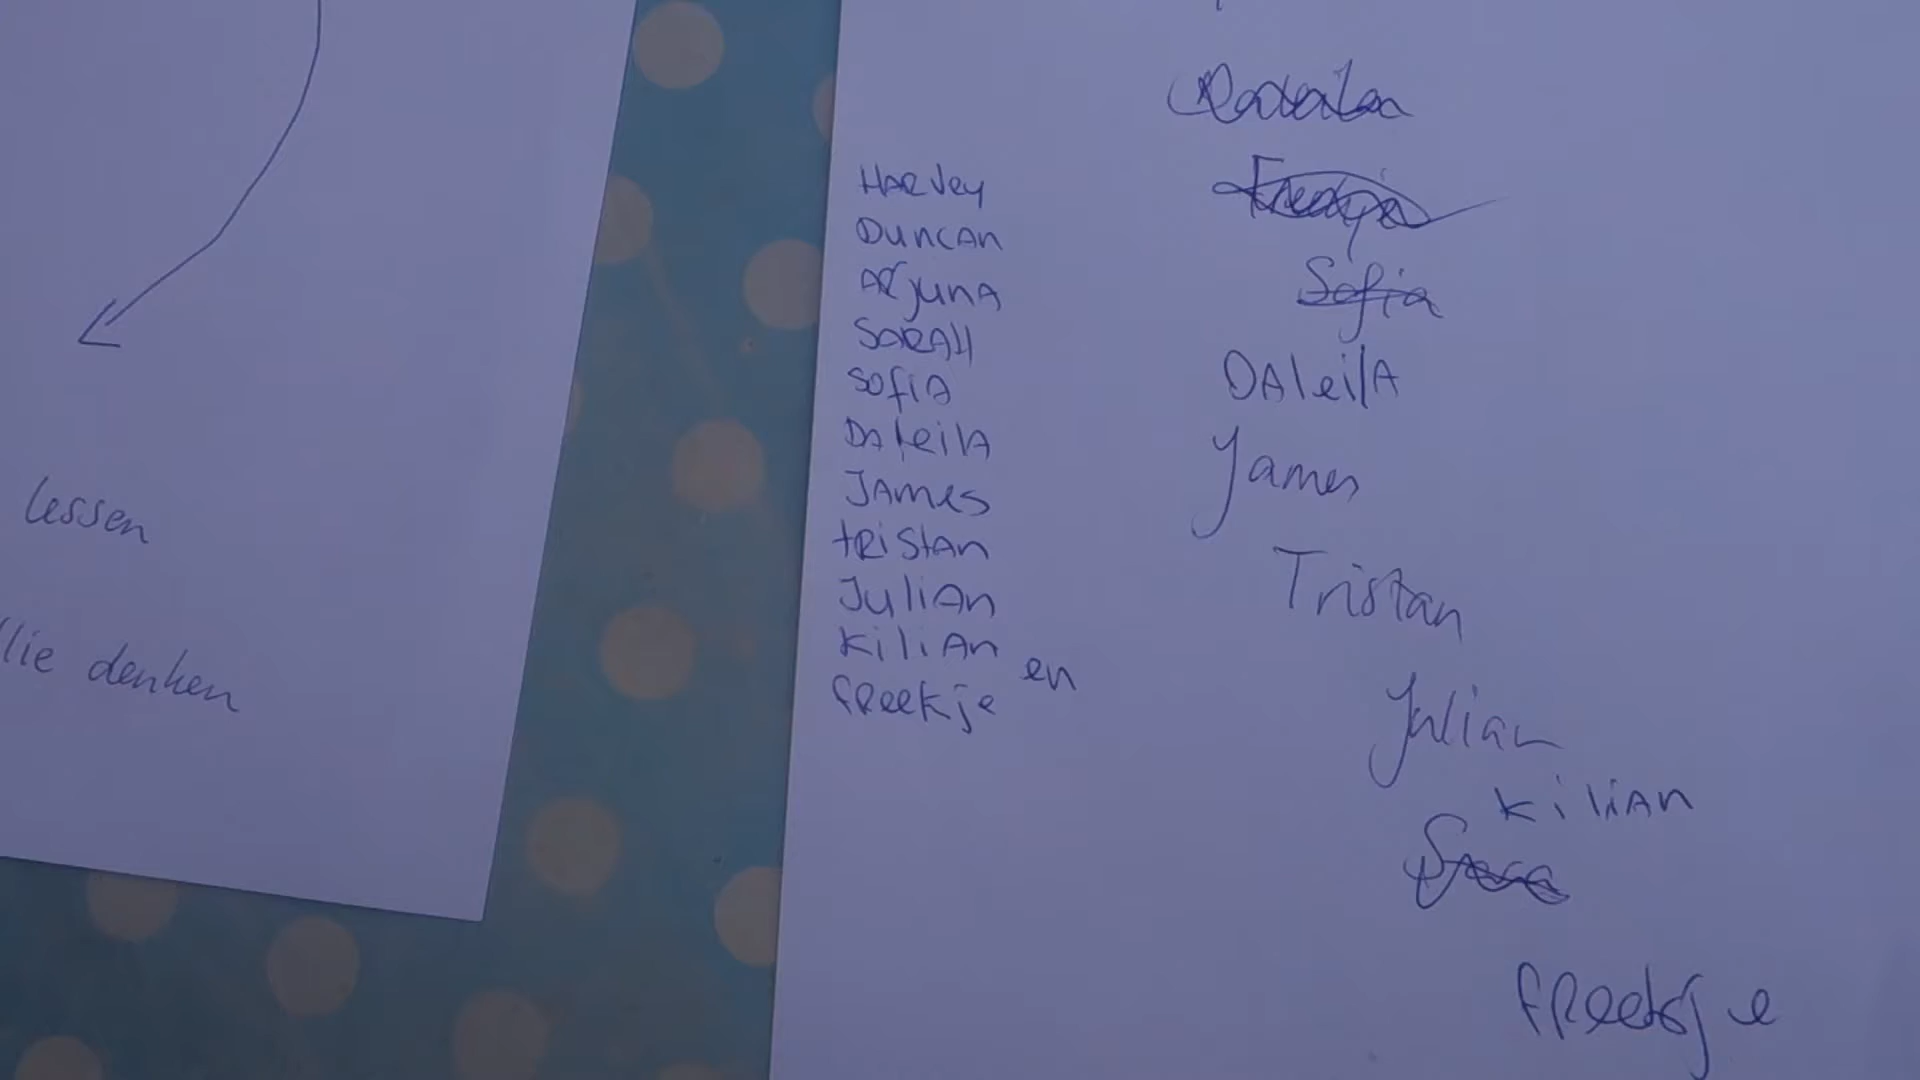 lessen
llie denken
HARVey
DUNCAN
ARjunA
SARAH
SOfIA
DAleilA
JAMes
tRiStAn
JuliAn
KiliAn en
fReekje
Sofia
DAleilA
James
Tristan
Julian
KiliAn
fReekje